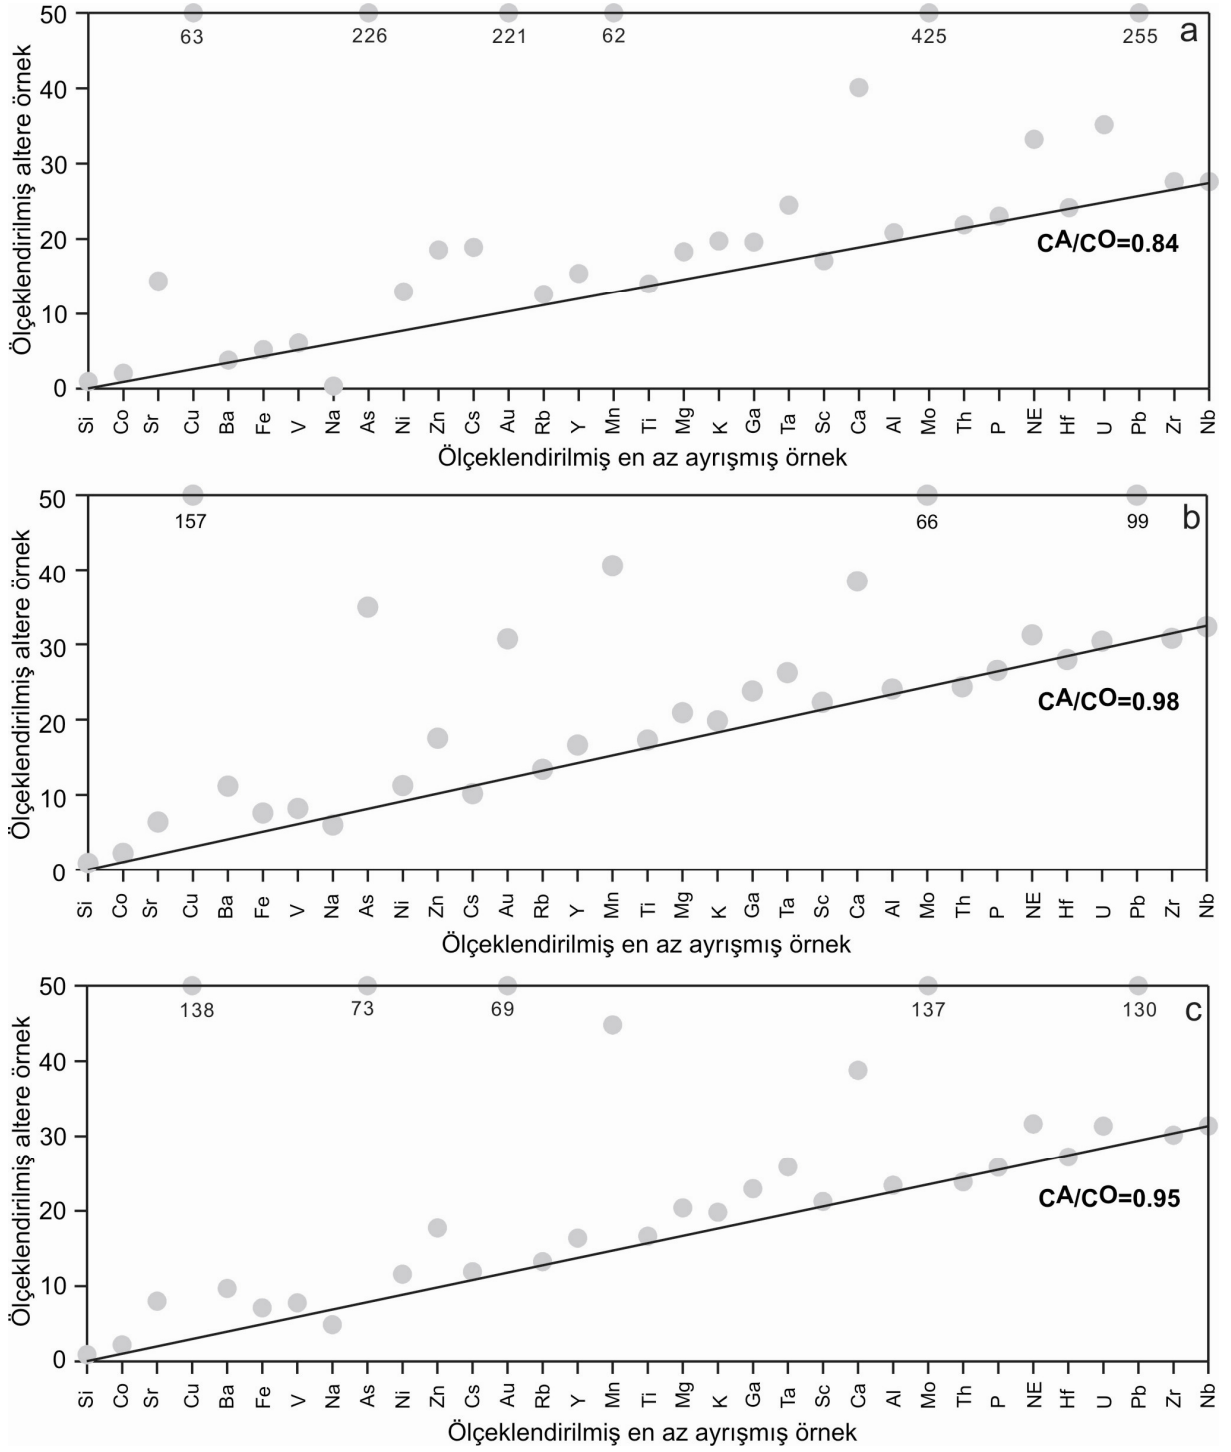 50
63 226 221 62 425 255 a
40
30
20
10
0
CA/CO=0.84
Ölçeklendirilmiş altere örnek
Si Co Sr Cu Ba Fe V Na As Ni Zn Cs Au Rb Y Mn Ti Mg K Ga Ta Sc Ca Al Mo Th P NE Hf U Pb Zr Nb
Ölçeklendirilmiş en az ayrışmış örnek
50
157 66 99 b
40
30
20
10
0
CA/CO=0.98
Ölçeklendirilmiş altere örnek
Si Co Sr Cu Ba Fe V Na As Ni Zn Cs Au Rb Y Mn Ti Mg K Ga Ta Sc Ca Al Mo Th P NE Hf U Pb Zr Nb
Ölçeklendirilmiş en az ayrışmış örnek
50
138 73 69 137 130 c
40
30
20
10
0
CA/CO=0.95
Ölçeklendirilmiş altere örnek
Si Co Sr Cu Ba Fe V Na As Ni Zn Cs Au Rb Y Mn Ti Mg K Ga Ta Sc Ca Al Mo Th P NE Hf U Pb Zr Nb
Ölçeklendirilmiş en az ayrışmış örnek